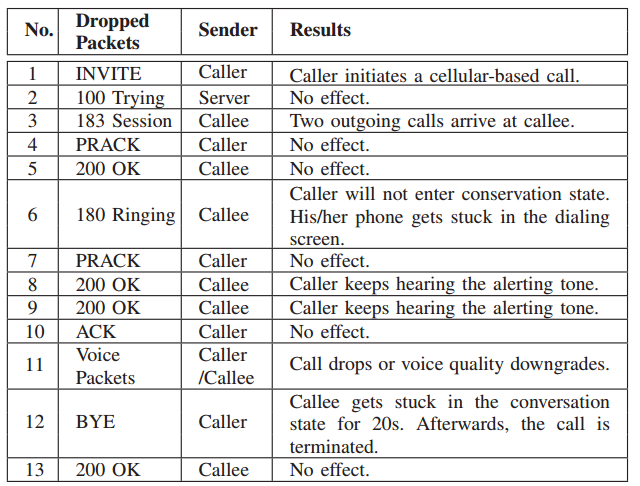 No. Dropped Packets Sender Results
1 INVITE Caller Caller initiates a cellular-based call.
2 100 Trying Server No effect.
3 183 Session Callee Two outgoing calls arrive at callee.
4 PRACK Caller No effect.
5 200 OK Callee No effect.
6 180 Ringing Callee Caller will not enter conservation state.
His/her phone gets stuck in the dialing
screen.
7 PRACK Caller No effect.
8 200 OK Callee Caller keeps hearing the alerting tone.
9 200 OK Callee Caller keeps hearing the alerting tone.
10 ACK Caller No effect.
11 Voice Packets Caller /Callee Call drops or voice quality downgrades.
12 BYE Caller Callee gets stuck in the conversation
state for 20s. Afterwards, the call is
terminated.
13 200 OK Callee No effect.